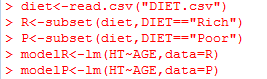 > diet<-read.csv("DIET.csv")
> R<-subset(diet,DIET=="Rich")
> P<-subset(diet,DIET=="Poor")
> modelR<-lm(HT~AGE,data=R)
> modelP<-lm(HT~AGE,data=P)